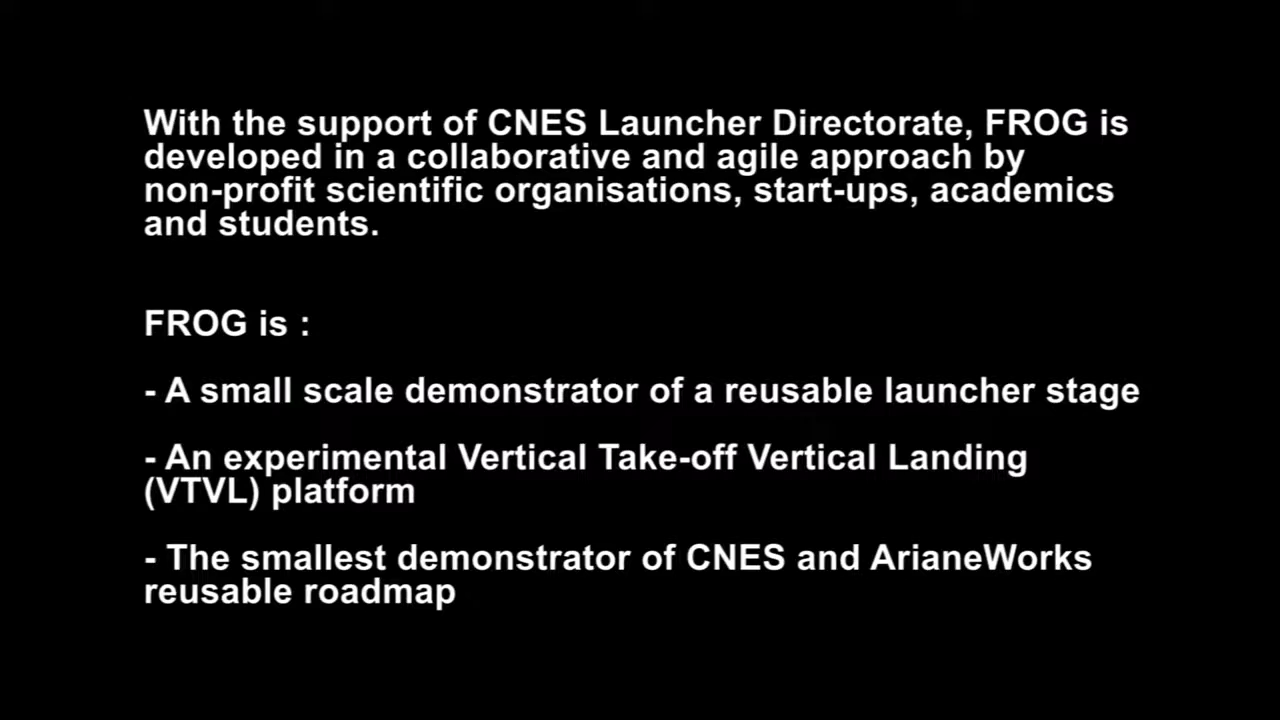 With the support of CNES Launcher Directorate, FROG is
developed in a collaborative and agile approach by
non-profit scientific organisations, start-ups, academics
and students.
FROG is :
- A small scale demonstrator of a reusable launcher stage
- An experimental Vertical Take-off Vertical Landing
(VTVL) platform
- The smallest demonstrator of CNES and ArianeWorks
reusable roadmap